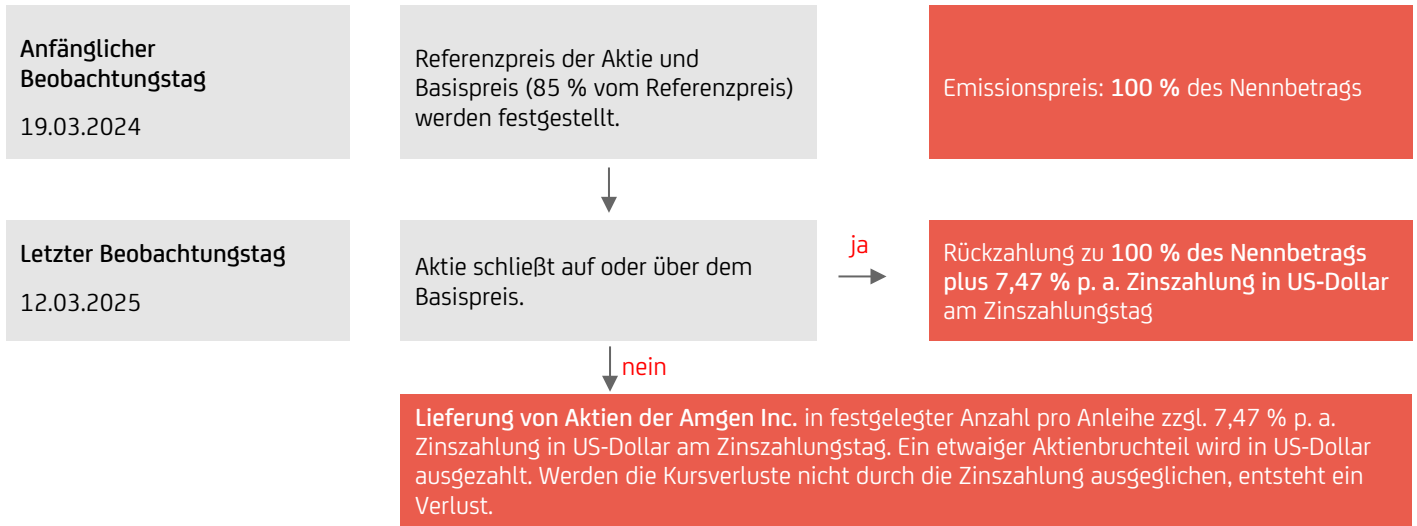 Anfänglicher
Beobachtungstag
19.03.2024
Referenzpreis der Aktie und
Basispreis (85 % vom Referenzpreis)
werden festgestellt.
Emissionspreis: 100 % des Nennbetrags
Letzter Beobachtungstag
12.03.2025
Aktie schließt auf oder über dem
Basispreis.
ja
Rückzahlung zu 100 % des Nennbetrags
plus 7,47 % p. a. Zinszahlung in US-Dollar
am Zinszahlungstag
nein
Lieferung von Aktien der Amgen Inc. in festgelegter Anzahl pro Anleihe zzgl. 7,47 % p. a.
Zinszahlung in US-Dollar am Zinszahlungstag. Ein etwaiger Aktienbruchteil wird in US-Dollar
ausgezahlt. Werden die Kursverluste nicht durch die Zinszahlung ausgeglichen, entsteht ein
Verlust.